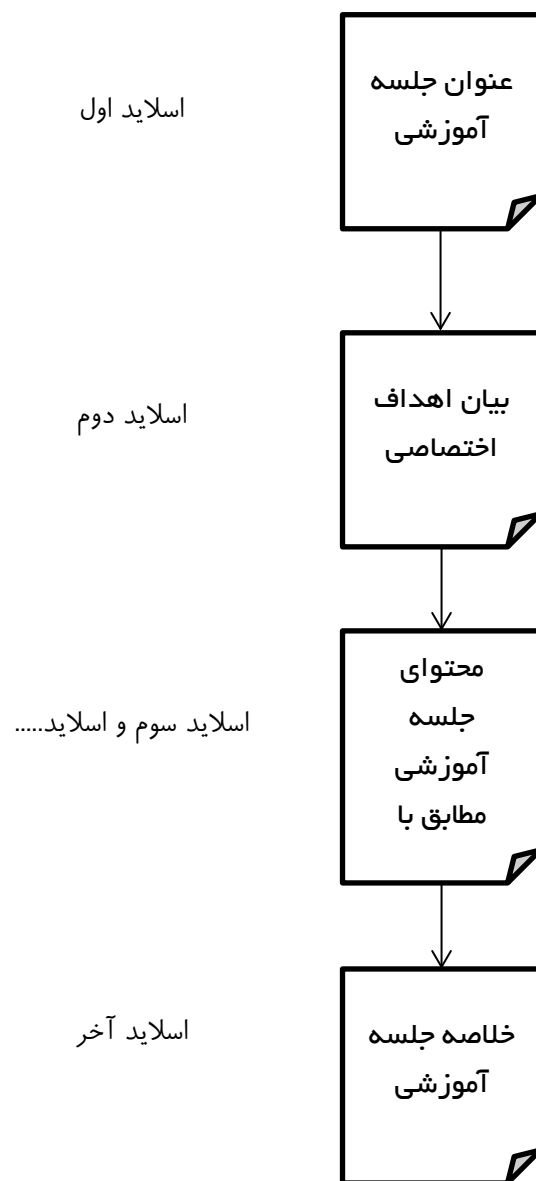 عنوان جلسه
آموزشی
اسلاید اول
بیان اهداف
اختصاصی
اسلاید دوم
محتوای
جلسه
آموزشی
مطابق با
اسلاید سوم و اسلاید.....
خلاصه جلسه
آموزشی
اسلاید آخر